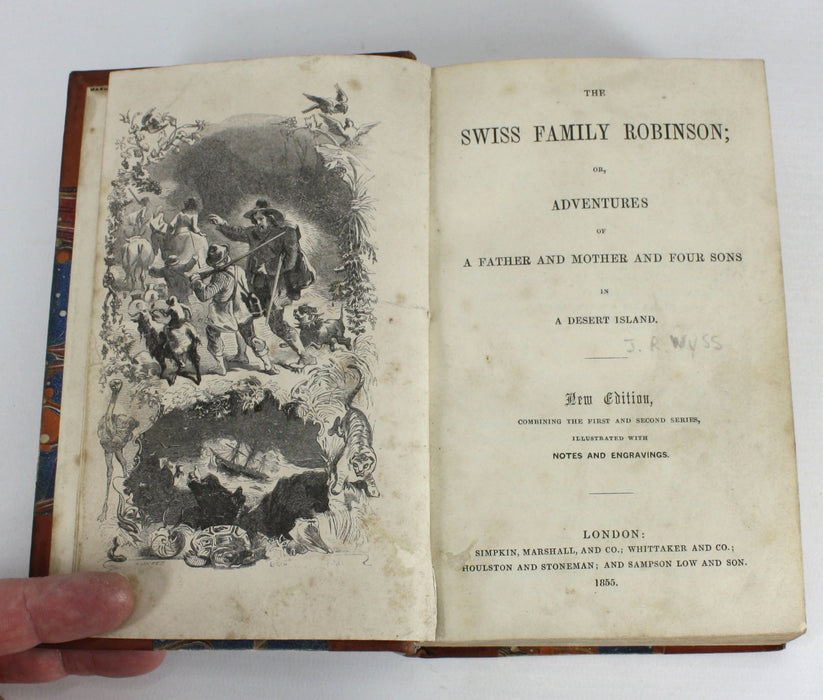 THE
SWISS FAMILY ROBINSON;
OR,
ADVENTURES
OF
A FATHER AND MOTHER AND FOUR SONS
IN
A DESERT ISLAND.
J. R. WYSS
New Edition,
COMBINING THE FIRST AND SECOND SERIES,
ILLUSTRATED WITH
NOTES AND ENGRAVINGS.
LONDON:
SIMPKIN, MARSHALL, AND CO.; WHITTAKER AND CO.;
HOULSTON AND STONEMAN; AND SAMPSON LOW AND SON.
1855.